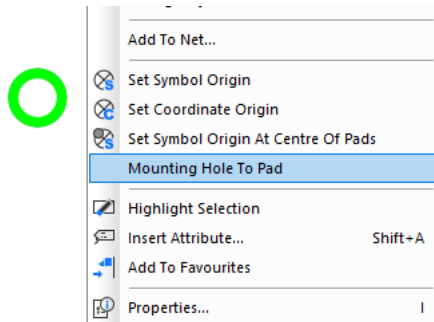 Add To Net...
Set Symbol Origin
Set Coordinate Origin
Set Symbol Origin At Centre Of Pads
Mounting Hole To Pad
Highlight Selection
Insert Attribute... Shift+A
Add To Favourites
Properties... I